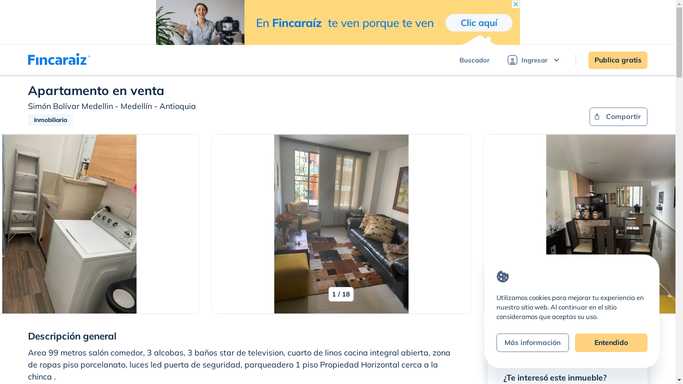 En Fincaraíz te ven porque te ven
Clic aquí
Fincaraíz
Buscador
Ingresar
Publica gratis
Apartamento en venta
Simón Bolívar Medellin - Medellín - Antioquia
Inmobiliaria
Compartir
1 / 18
Utilizamos cookies para mejorar tu experiencia en
nuestro sitio web. Al continuar en el sitio
consideramos que aceptas su uso.
Más información
Entendido
Descripción general
Area 99 metros salón comedor, 3 alcobas, 3 baños star de television, cuarto de linos cocina integral abierta, zona
de ropas piso porcelanato, luces led puerta de seguridad, parqueadero 1 piso Propiedad Horizontal cerca a la
chinca .
¿Te interesó este inmueble?